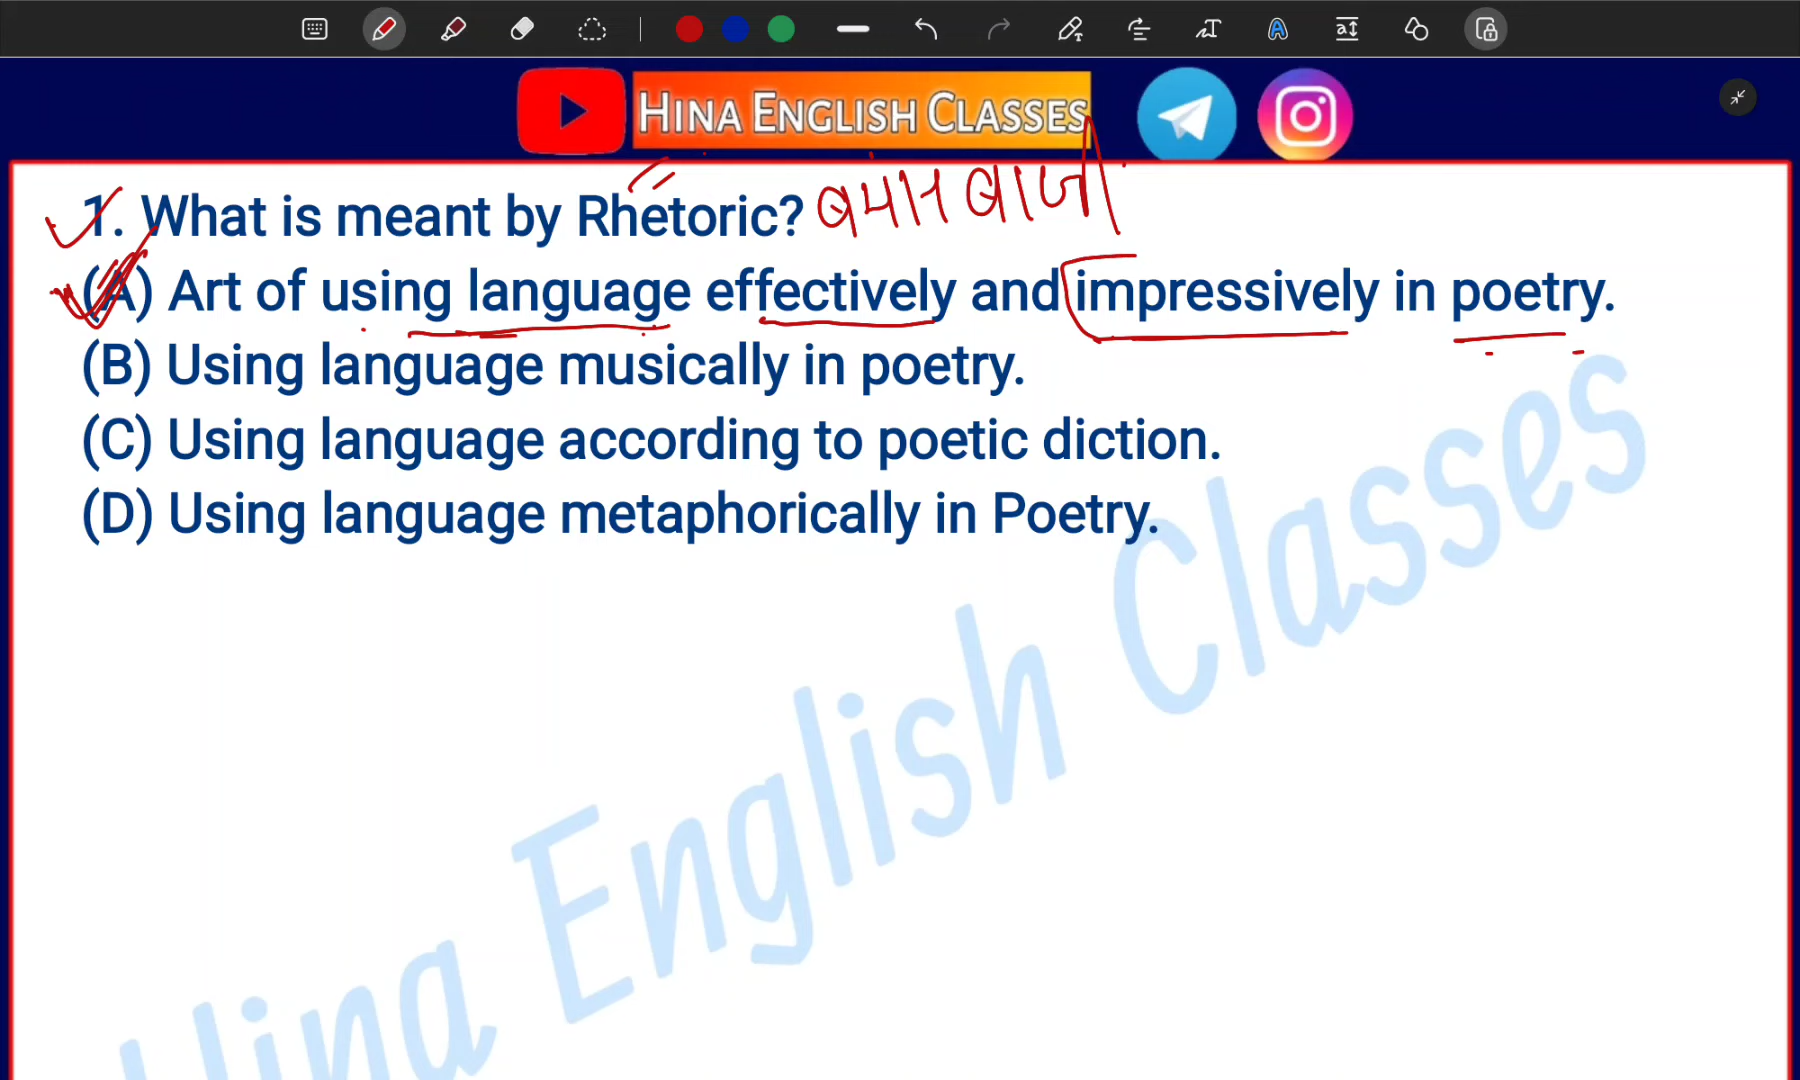 HINA ENGLISH CLASSES
1. What is meant by Rhetoric?
(A) Art of using language effectively and impressively in poetry.
(B) Using language musically in poetry.
(C) Using language according to poetic diction.
(D) Using language metaphorically in Poetry.
Hina English Classes